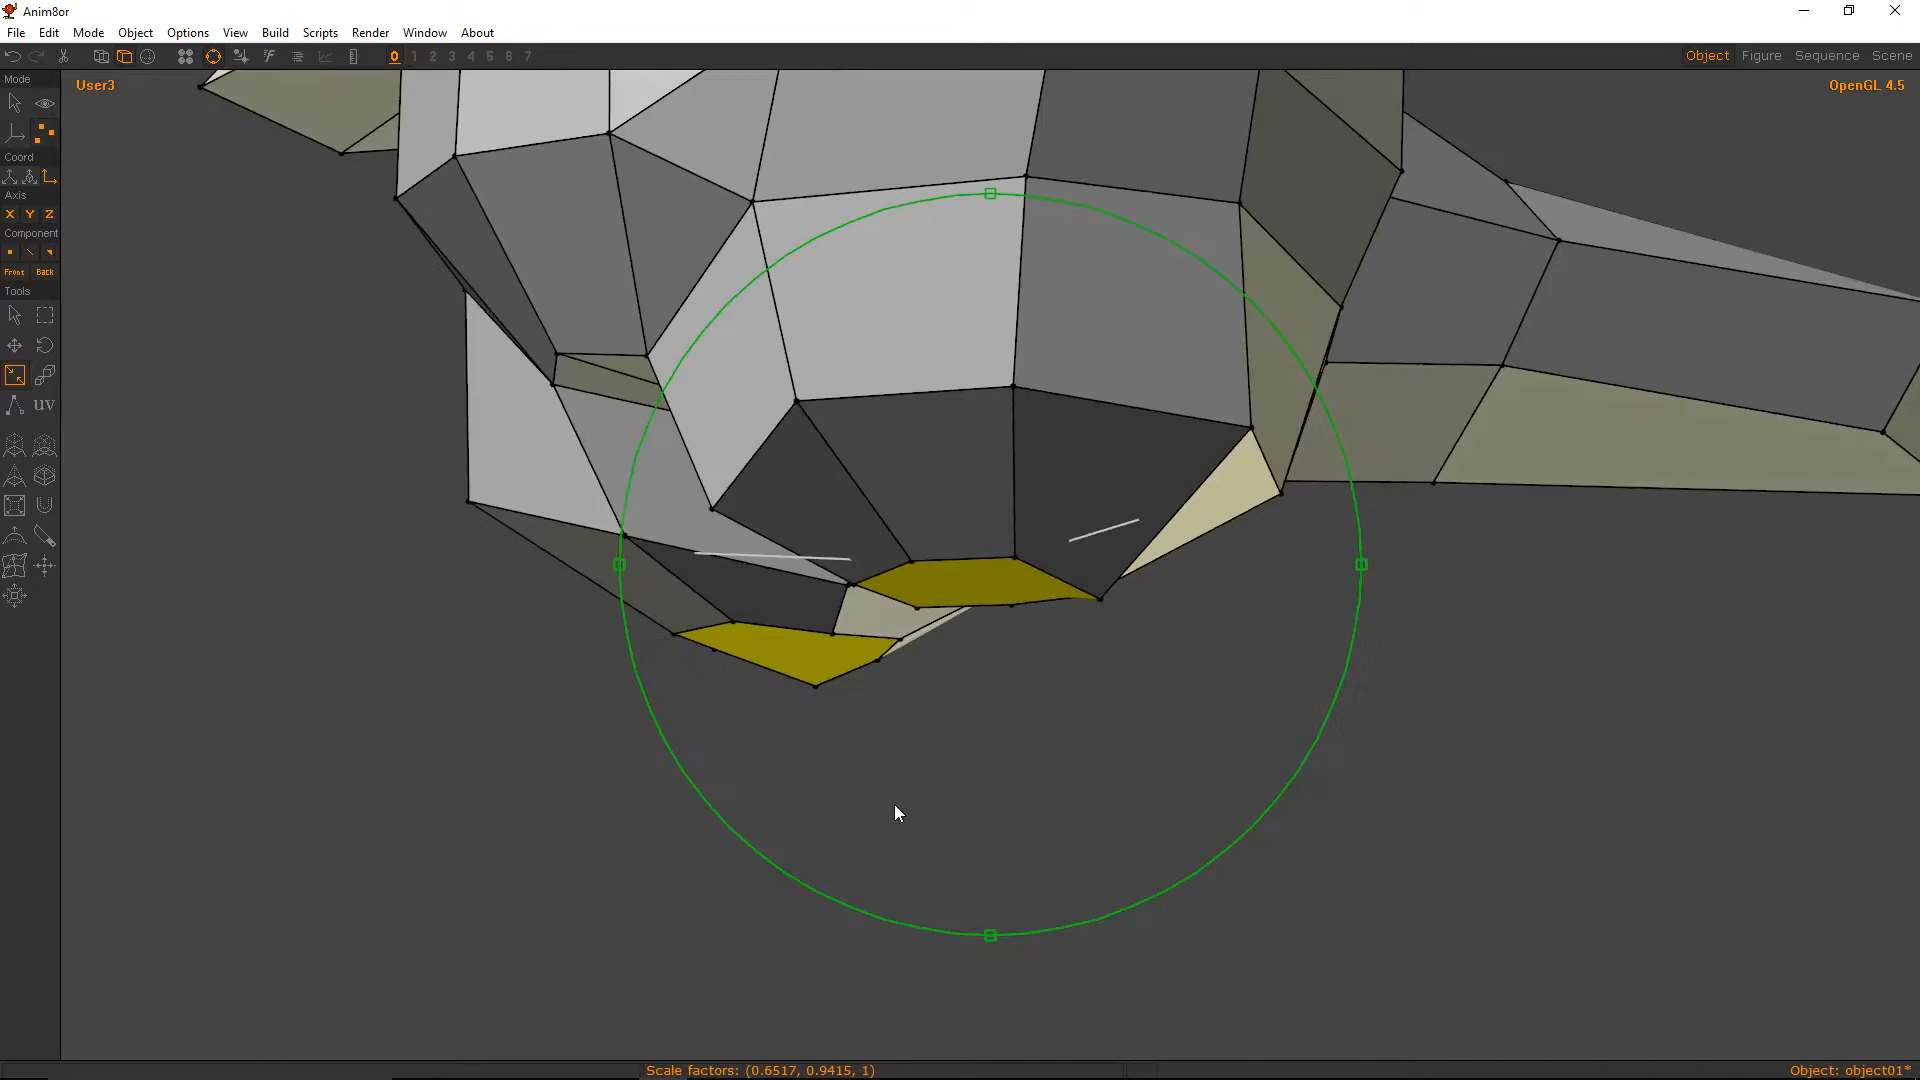 Anim8or
File Edit Mode Object Options View Build Scripts Render Window About
0 1 2 3 4 5 6 7
Object Figure Sequence Scene
Mode
User3
OpenGL 4.5
Coord
Axis
X Y Z
Component
Front Back
Tools
UV
Scale factors: (0.6517, 0.9415, 1)
Object: object01*